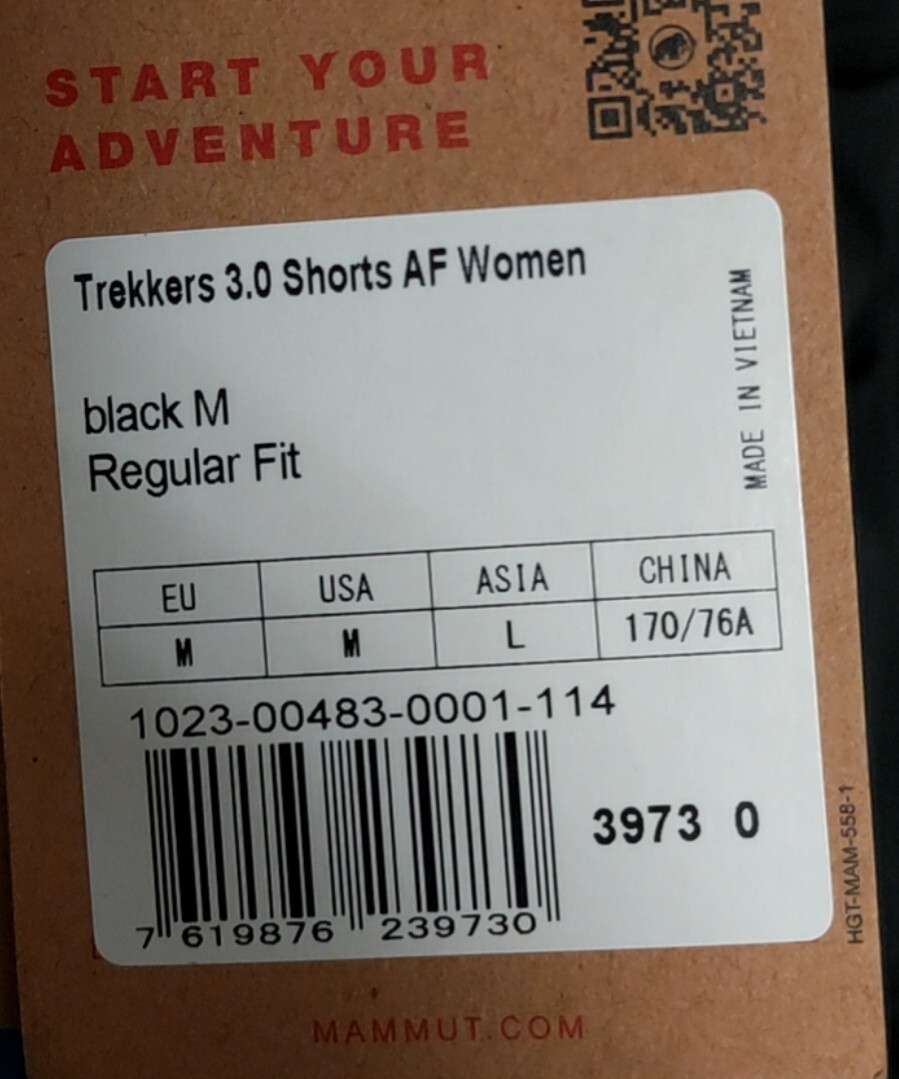 START YOUR
ADVENTURE
Trekkers 3.0 Shorts AF Women
MADE IN VIETNAM
black M
Regular Fit
EU USA ASIA CHINA
M M L 170/76A
1023-00483-0001-114
3973 0
7 619876 239730
HGT-MAM-558-1
MAMMUT.COM